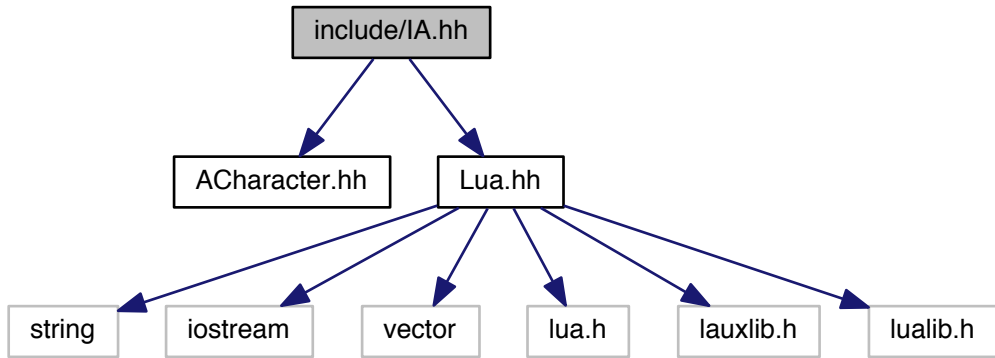 include/IA.hh
ACharacter.hh
Lua.hh
string
iostream
vector
lua.h
lauxlib.h
lualib.h